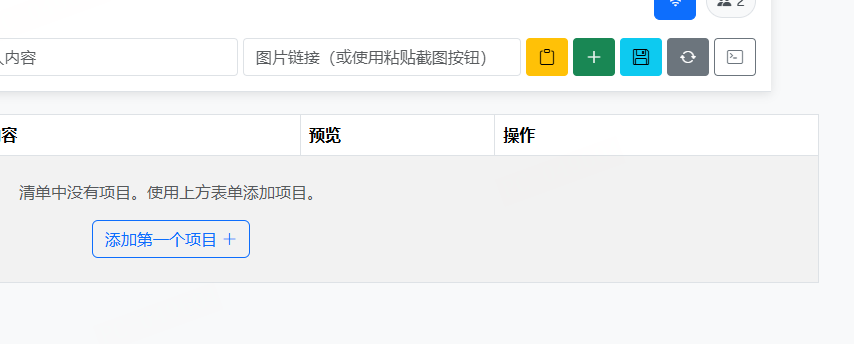 2
入内容
图片链接（或使用粘贴截图按钮）
内容 预览 操作
清单中没有项目。使用上方表单添加项目。
添加第一个项目